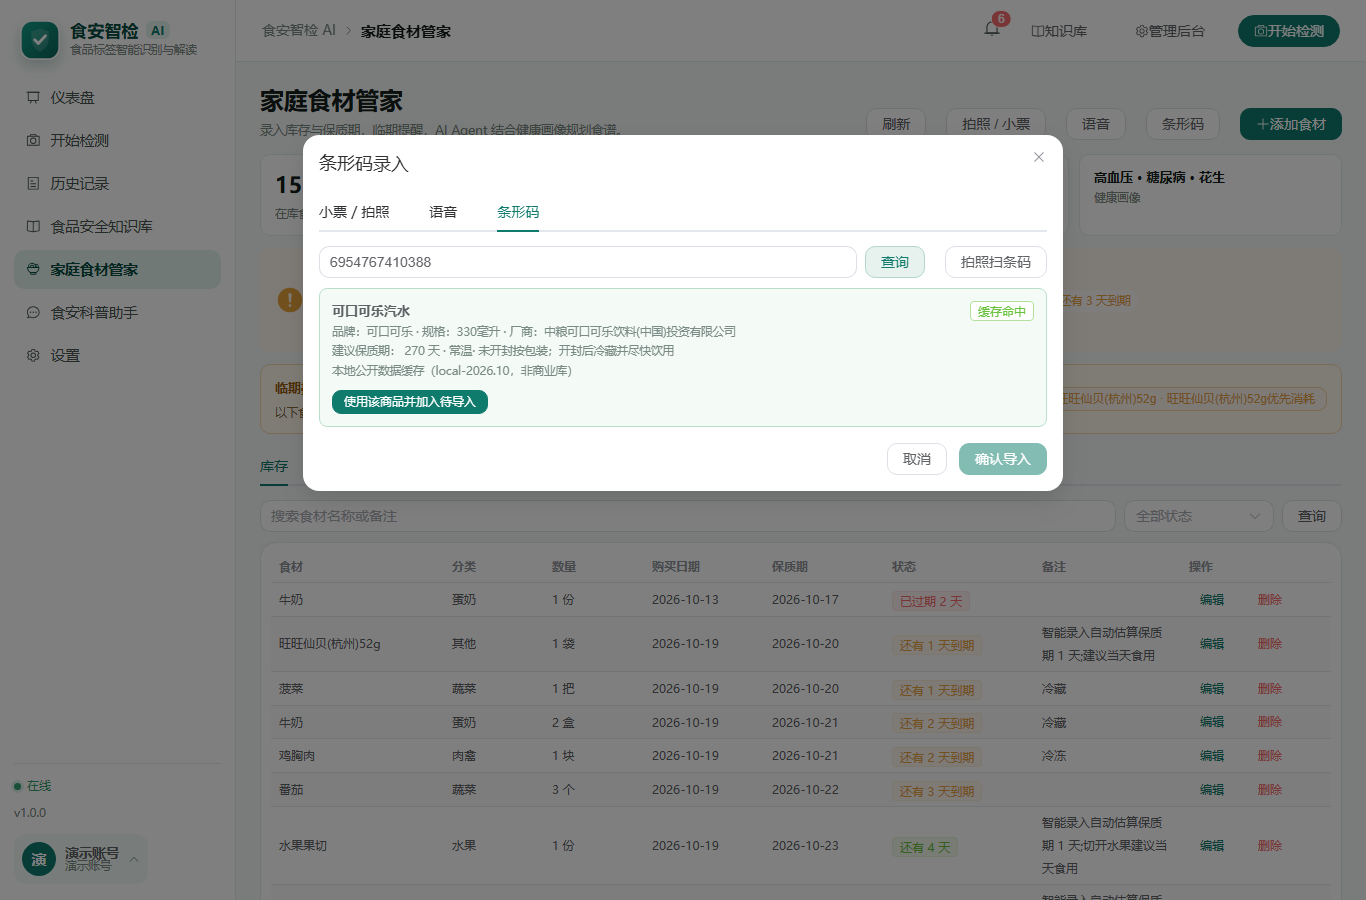 食安智检 AI
食品标签智能识别与解读
仪表盘
开始检测
历史记录
食品安全知识库
家庭食材管家
食安科普助手
设置
在线
v1.0.0
演
演示账号
演示账号
食安智检 AI > 家庭食材管家
6
知识库
管理后台
开始检测
家庭食材管家
录入库存与保质期，临期提醒，AI Agent 结合健康画像规划食谱。
刷新
拍照 / 小票
语音
条形码
+添加食材
15
在库
高血压 • 糖尿病 • 花生
健康画像
还有 3 天到期
临期
以下
旺旺仙贝(杭州)52g · 旺旺仙贝(杭州)52g优先消耗
条形码录入
小票 / 拍照
语音
条形码
6954767410388
查询
拍照扫条码
可口可乐汽水
缓存命中
品牌：可口可乐 · 规格：330毫升 · 厂商：中粮可口可乐饮料(中国)投资有限公司
建议保质期： 270 天 · 常温· 未开封按包装；开封后冷藏并尽快饮用
本地公开数据缓存（local-2026.10，非商业库）
使用该商品并加入待导入
取消
确认导入
库存
搜索食材名称或备注
全部状态
查询
食材 分类 数量 购买日期 保质期 状态 备注 操作
牛奶 蛋奶 1 份 2026-10-13 2026-10-17 已过期 2 天 编辑 删除
旺旺仙贝(杭州)52g 其他 1 袋 2026-10-19 2026-10-20 还有 1 天到期 智能录入自动估算保质
期 1 天;建议当天食用 编辑 删除
菠菜 蔬菜 1 把 2026-10-19 2026-10-20 还有 1 天到期 冷藏 编辑 删除
牛奶 蛋奶 2 盒 2026-10-19 2026-10-21 还有 2 天到期 冷藏 编辑 删除
鸡胸肉 肉禽 1 块 2026-10-19 2026-10-21 还有 2 天到期 冷冻 编辑 删除
番茄 蔬菜 3 个 2026-10-19 2026-10-22 还有 3 天到期 编辑 删除
水果果切 水果 1 份 2026-10-19 2026-10-23 还有 4 天 智能录入自动估算保质
期 1 天;切开水果建议当
天食用 编辑 删除
智能录入自动估算保质